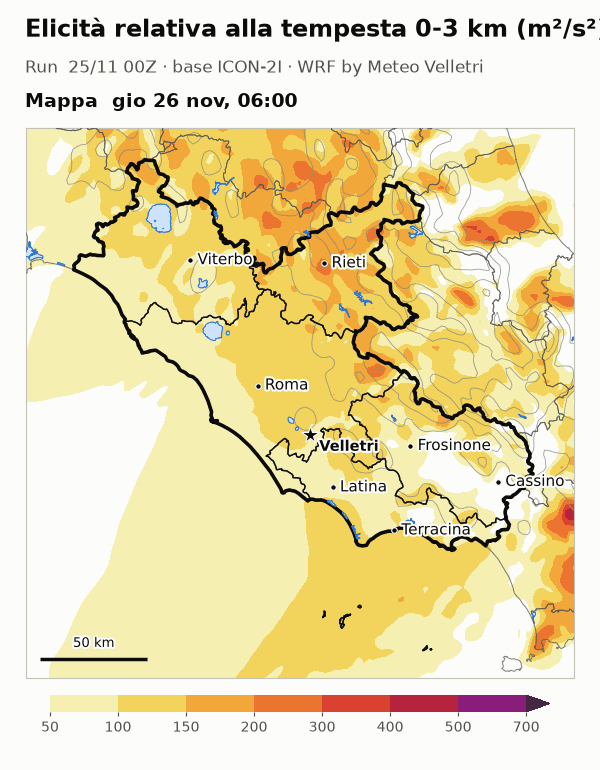 Elicità relativa alla tempesta 0-3 km (m²/s²)
Run 25/11 00Z · base ICON-2I · WRF by Meteo Velletri
Mappa gio 26 nov, 06:00
Viterbo
Rieti
Roma
Velletri
Frosinone
Latina
Cassino
Terracina
50 km
50 100 150 200 300 400 500 700